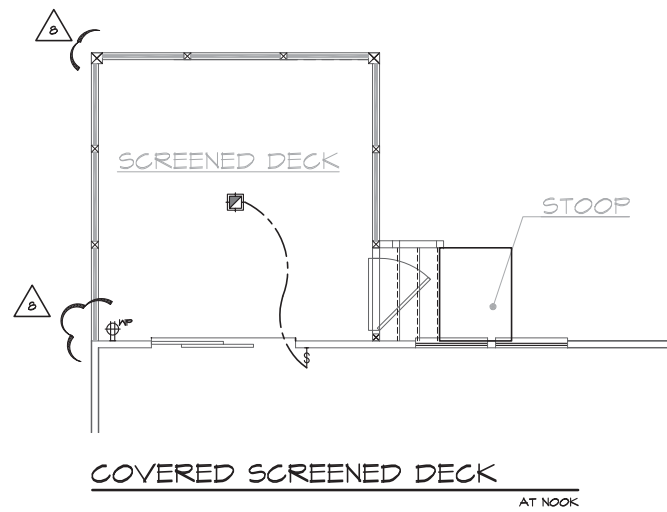 8
SCREENED DECK
STOOP
8
WP
S
COVERED SCREENED DECK
AT NOOK